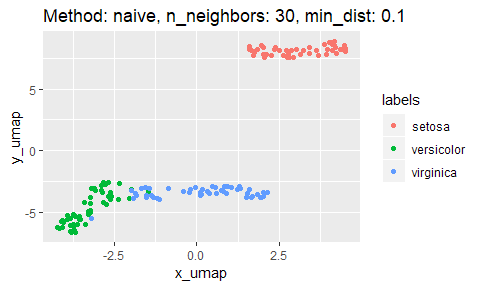 Method: naive, n_neighbors: 30, min_dist: 0.1
5
0
-5
y_umap
-2.5 0.0 2.5
x_umap
labels
setosa
versicolor
virginica